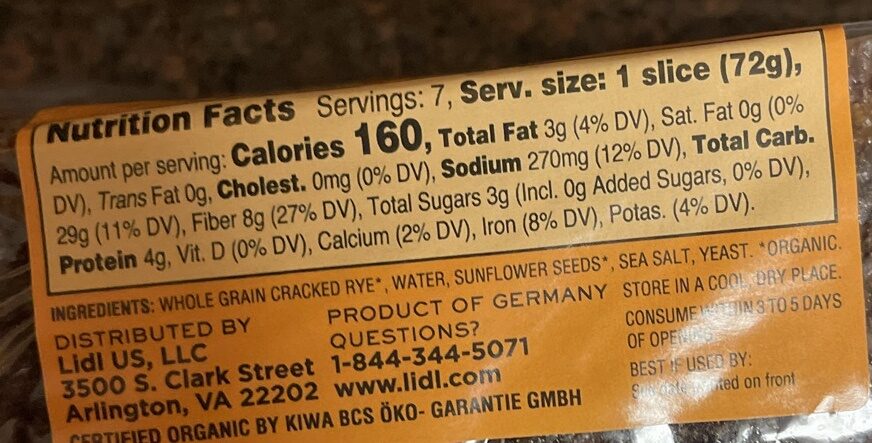 Nutrition Facts Servings: 7, Serv. size: 1 slice (72g),
Amount per serving: Calories 160, Total Fat 3g (4% DV), Sat. Fat 0g (0%
DV), Trans Fat 0g, Cholest. 0mg (0% DV), Sodium 270mg (12% DV), Total Carb.
29g (11% DV), Fiber 8g (27% DV), Total Sugars 3g (Incl. 0g Added Sugars, 0% DV),
Protein 4g, Vit. D (0% DV), Calcium (2% DV), Iron (8% DV), Potas. (4% DV).
INGREDIENTS: WHOLE GRAIN CRACKED RYE*, WATER, SUNFLOWER SEEDS*, SEA SALT, YEAST. *ORGANIC.
DISTRIBUTED BY
Lidl US, LLC
3500 S. Clark Street
Arlington, VA 22202
PRODUCT OF GERMANY
QUESTIONS?
1-844-344-5071
www.lidl.com
STORE IN A COOL, DRY PLACE.
CONSUME 3 TO 5 DAYS
OF
BEST IF USED BY:
on front
CERTIFIED ORGANIC BY KIWA BCS ÖKO- GARANTIE GMBH